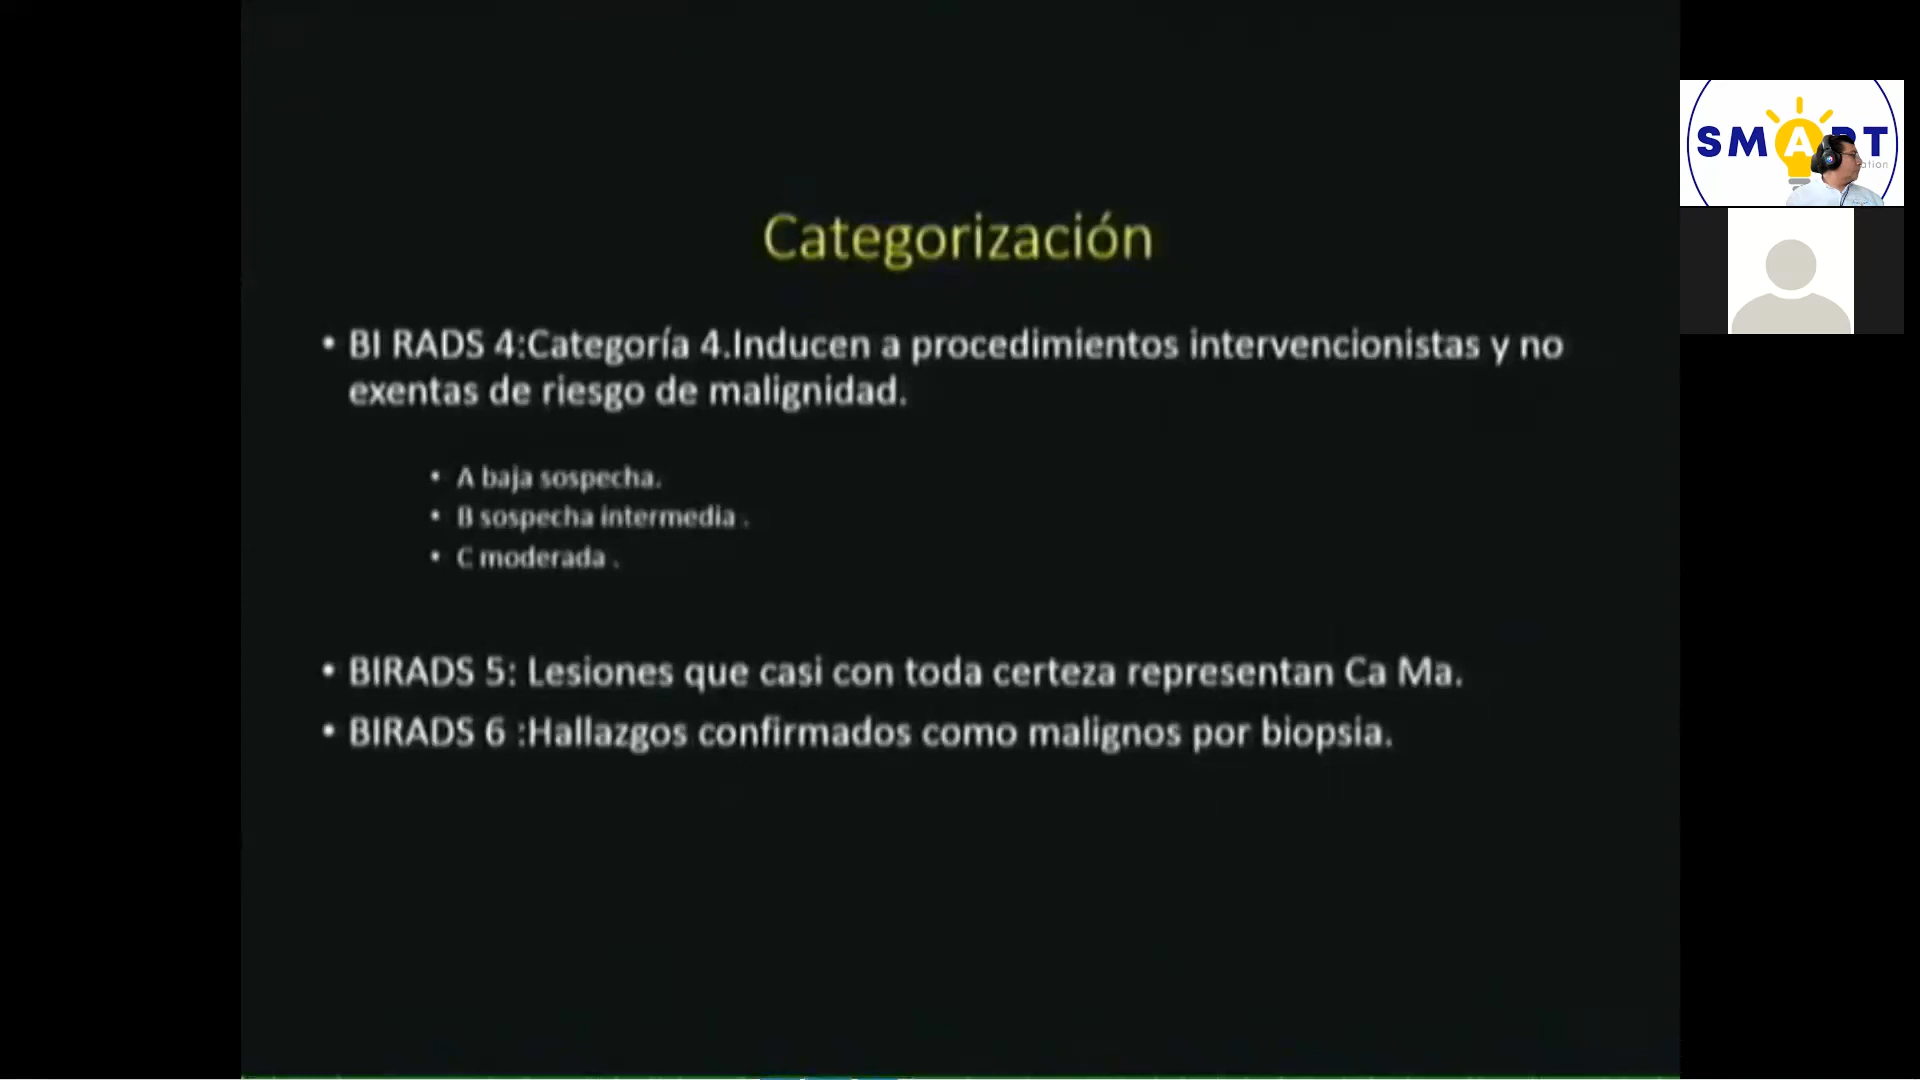 Categorización
• BI RADS 4:Categoría 4.Inducen a procedimientos intervencionistas y no
exentas de riesgo de malignidad.
• A baja sospecha.
• B sospecha intermedia .
• C moderada .
• BIRADS 5: Lesiones que casi con toda certeza representan Ca Ma.
• BIRADS 6 :Hallazgos confirmados como malignos por biopsia.